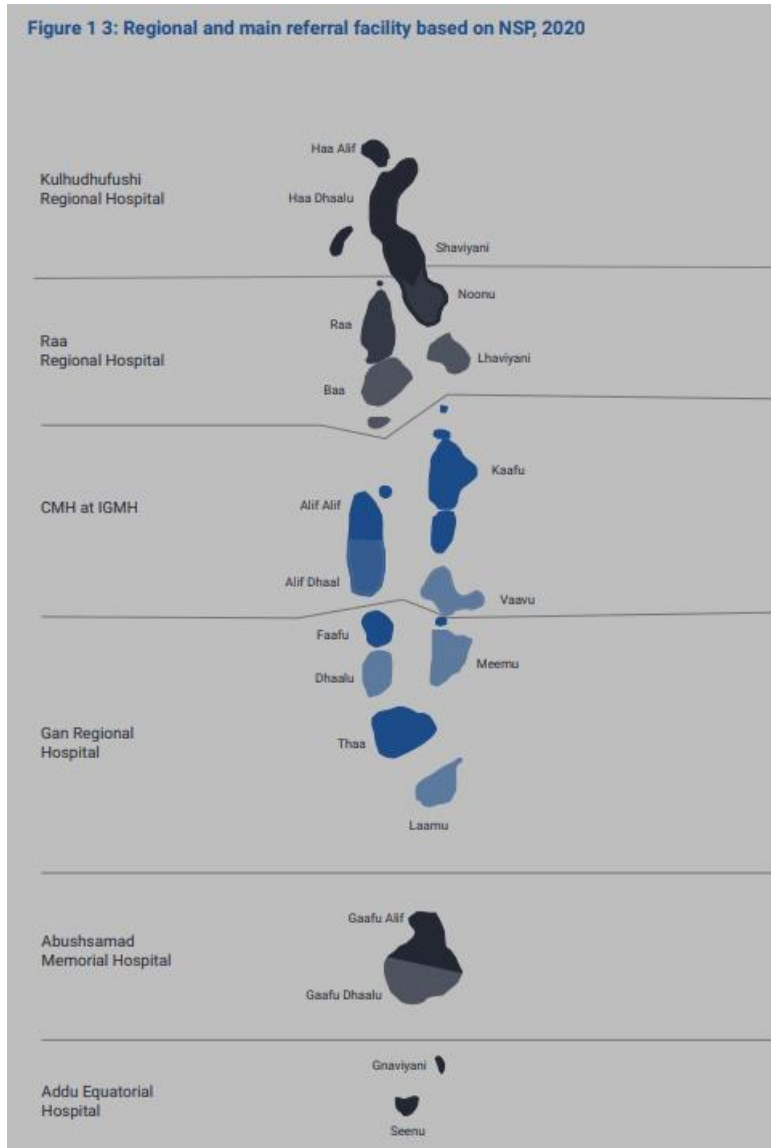 Figure 1 3: Regional and main referral facility based on NSP, 2020
Haa Alif
Kulhudhufushi
Regional Hospital
Haa Dhaalu
Shaviyani
Noonu
Raa
Raa
Regional Hospital
Lhaviyani
Baa
Kaafu
CMH at IGMH
Alif Alif
Alif Dhaal
Vaavu
Faafu
Meemu
Dhaalu
Gan Regional
Hospital
Thaa
Laamu
Gaafu Alif
Abushsamad
Memorial Hospital
Gaafu Dhaalu
Gnaviyani
Addu Equatorial
Hospital
Seenu